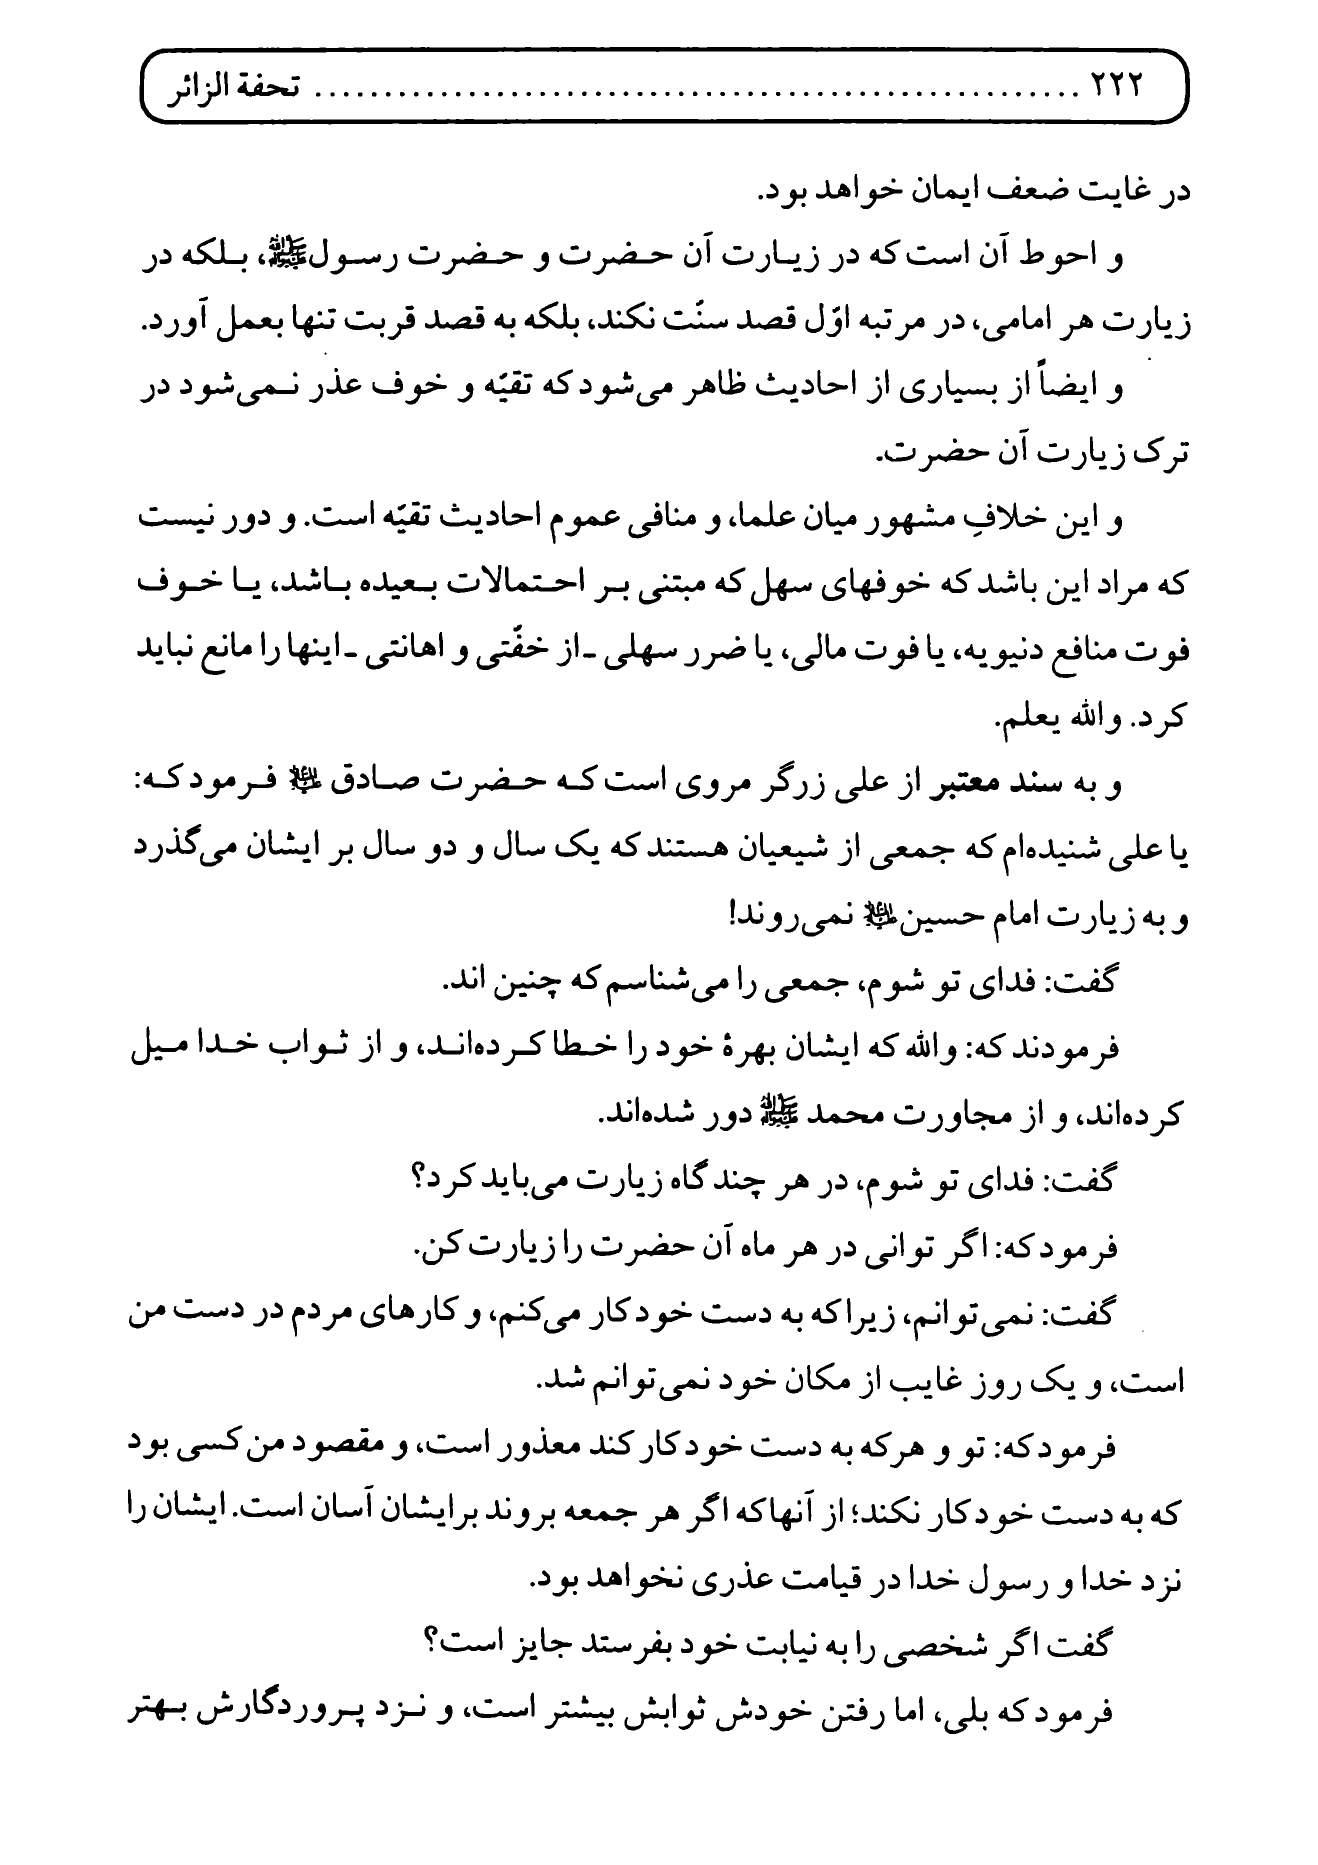 ۲۲۲ ........................................................ تحفة الزائر
در غایت ضعف ایمان خواهد بود.
و احوط آن است که در زیارت آن حضرت و حضرت رسولﷺ، بلکه در
زیارت هر امامی، در مرتبه اوّل قصد سنّت نکند، بلکه به قصد قربت تنها بعمل آورد.
و ایضاً از بسیاری از احادیث ظاهر می‌شود که تقیّه و خوف عذر نمی‌شود در
ترک زیارت آن حضرت.
و این خلافِ مشهور میان علما، و منافی عموم احادیث تقیّه است. و دور نیست
که مراد این باشد که خوفهای سهل که مبتنی بر احتمالات بعیده باشد، یا خوف
فوت منافع دنیویه، یا فوت مالی، یا ضرر سهلی ـ از خفّتی و اهانتی ـ اینها را مانع نباید
کرد. والله یعلم.
و به سند معتبر از علی زرگر مروی است که حضرت صادق ؑ فرمود که:
یا علی شنیده‌ام که جمعی از شیعیان هستند که یک سال و دو سال بر ایشان می‌گذرد
و به زیارت امام حسینؑ نمی‌روند!
گفت: فدای تو شوم، جمعی را می‌شناسم که چنین اند.
فرمودند که: والله که ایشان بهرۀ خود را خطا کرده‌اند، و از ثواب خدا میل
کرده‌اند، و از مجاورت محمد ﷺ دور شده‌اند.
گفت: فدای تو شوم، در هر چند گاه زیارت می‌باید کرد؟
فرمود که: اگر توانی در هر ماه آن حضرت را زیارت کن.
گفت: نمی‌توانم، زیرا که به دست خود کار می‌کنم، و کارهای مردم در دست من
است، و یک روز غایب از مکان خود نمی‌توانم شد.
فرمود که: تو و هر که به دست خود کار کند معذور است، و مقصود من کسی بود
که به دست خود کار نکند؛ از آنها که اگر هر جمعه بروند بر ایشان آسان است. ایشان را
نزد خدا و رسول خدا در قیامت عذری نخواهد بود.
گفت اگر شخصی را به نیابت خود بفرستد جایز است؟
فرمود که بلی، اما رفتن خودش ثوابش بیشتر است، و نزد پروردگارش بهتر